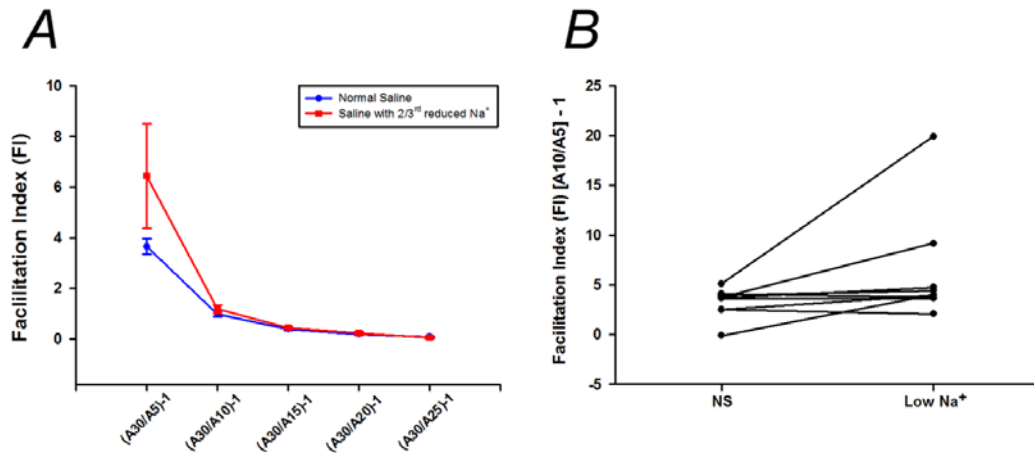 A
Faclilitation Index (FI)
10
8
6
4
2
0
Normal Saline
Saline with 2/3rd reduced Na+
(A30/A5)-1
(A30/A10)-1
(A30/A15)-1
(A30/A20)-1
(A30/A25)-1
B
Facilitation Index (FI) [A10/A5] - 1
25
20
15
10
5
0
-5
NS
Low Na+